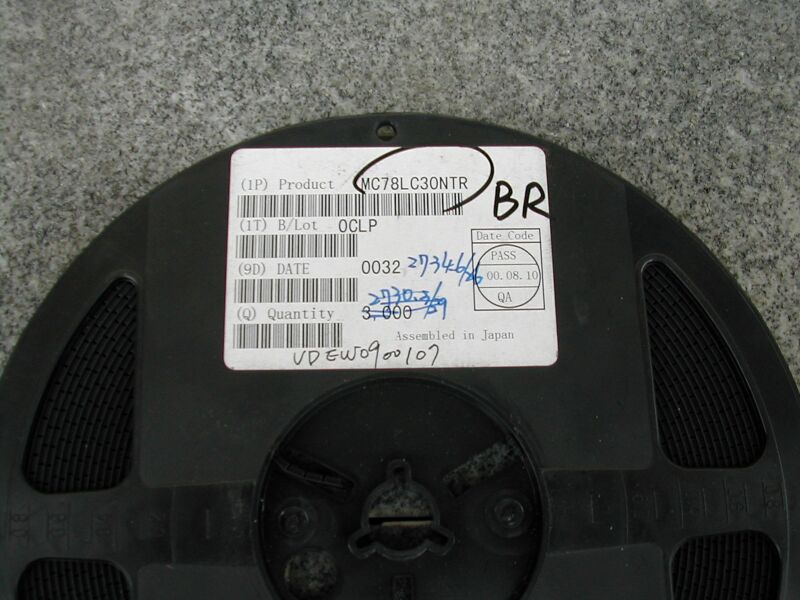 (1P) Product MC78LC30NTR
BR
(1T) B/Lot 0CLP
Date Code
PASS
(9D) DATE 0032
00.08.10
QA
(Q) Quantity 3,000
Assembled in Japan
VDEW0900107